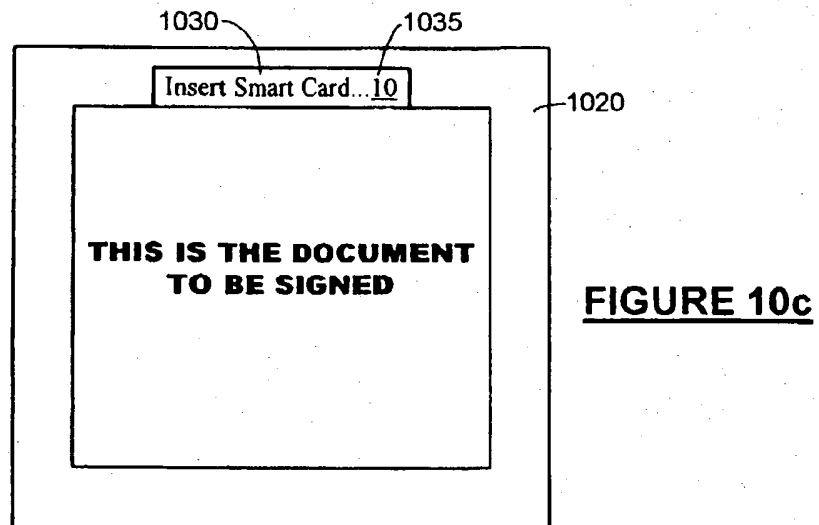 1030 1035
Insert Smart Card...10
1020
THIS IS THE DOCUMENT
TO BE SIGNED
FIGURE 10c